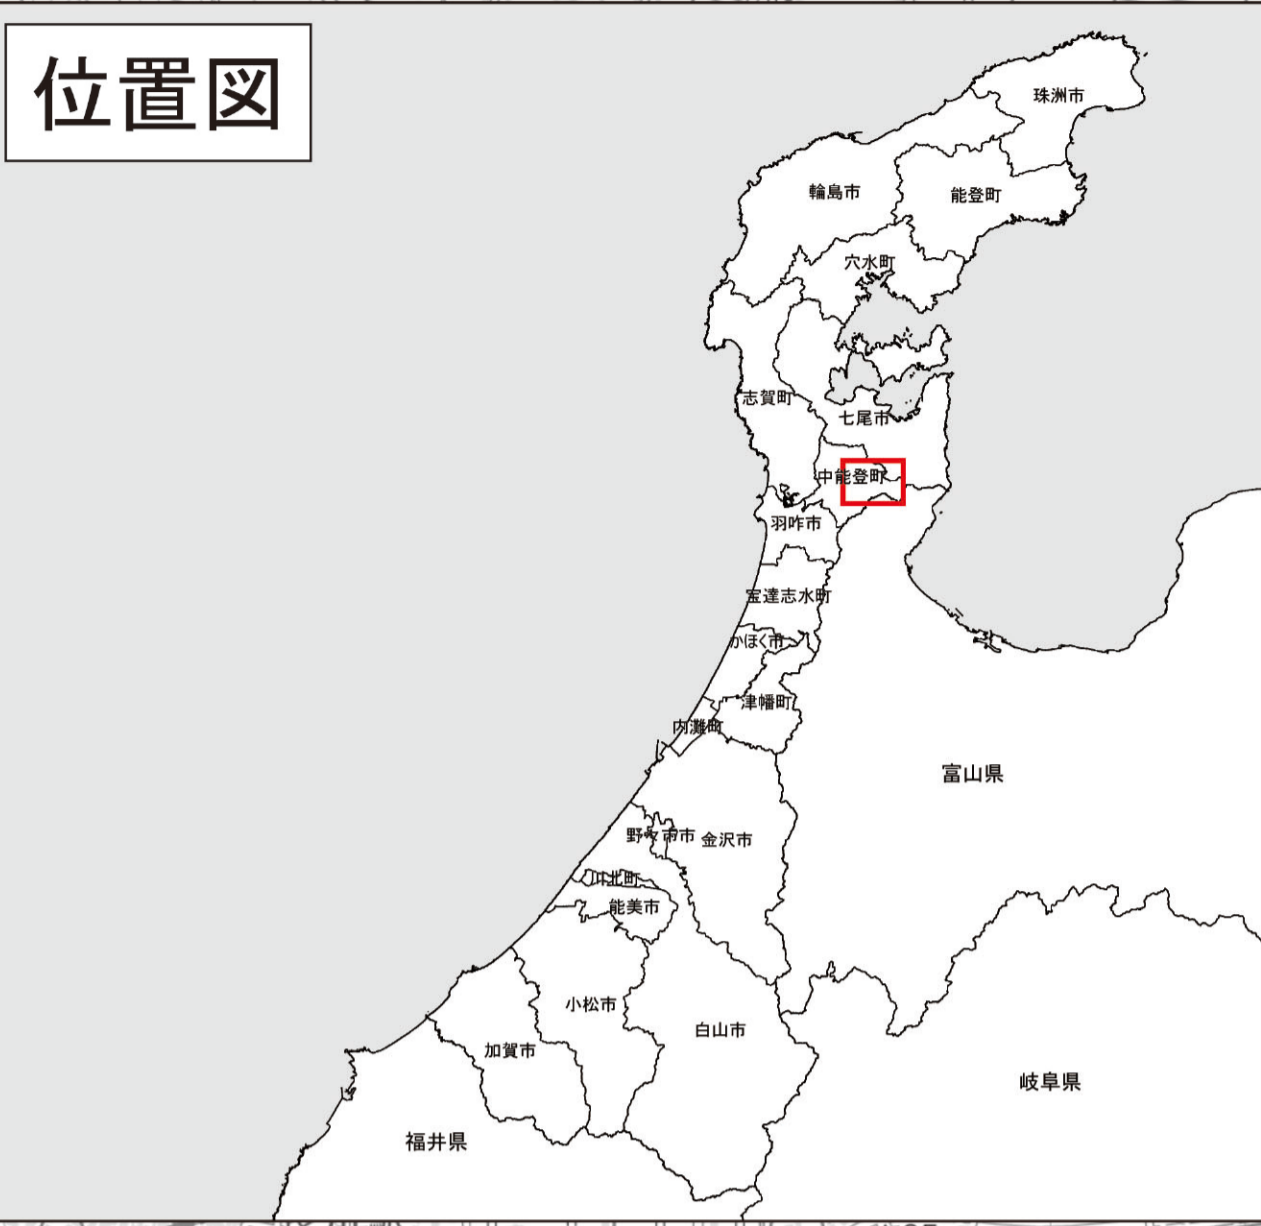 位置図
珠洲市
輪島市
能登町
穴水町
志賀町
七尾市
中能登町
羽咋市
宝達志水町
かほく市
津幡町
内灘町
富山県
野々市市
金沢市
川北町
能美市
小松市
白山市
加賀市
岐阜県
福井県